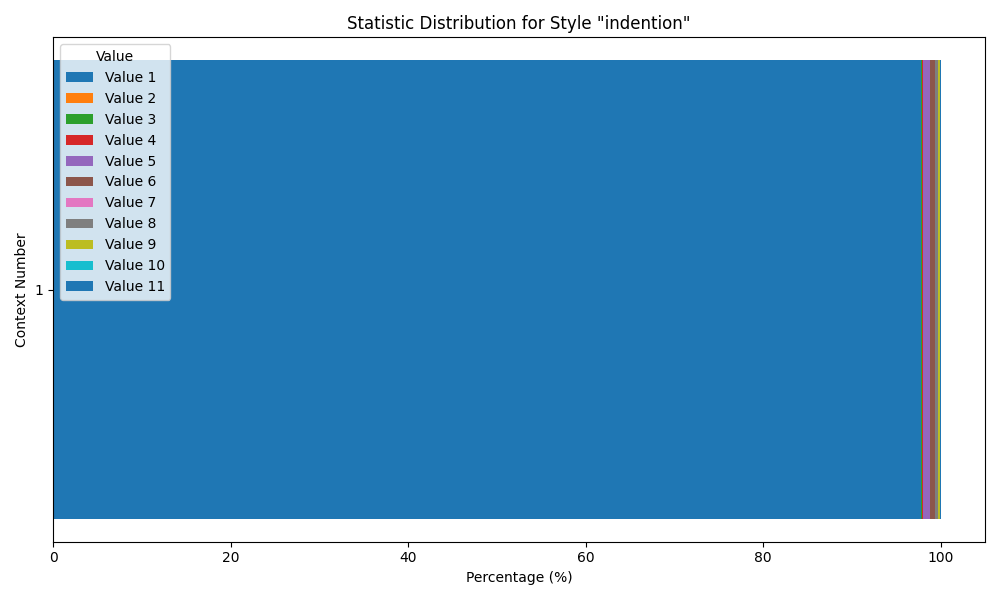 Statistic Distribution for Style "indention"
Value
Value 1
Value 2
Value 3
Value 4
Value 5
Value 6
Value 7
Value 8
Value 9
Value 10
Value 11
Context Number
1
0 20 40 60 80 100
Percentage (%)